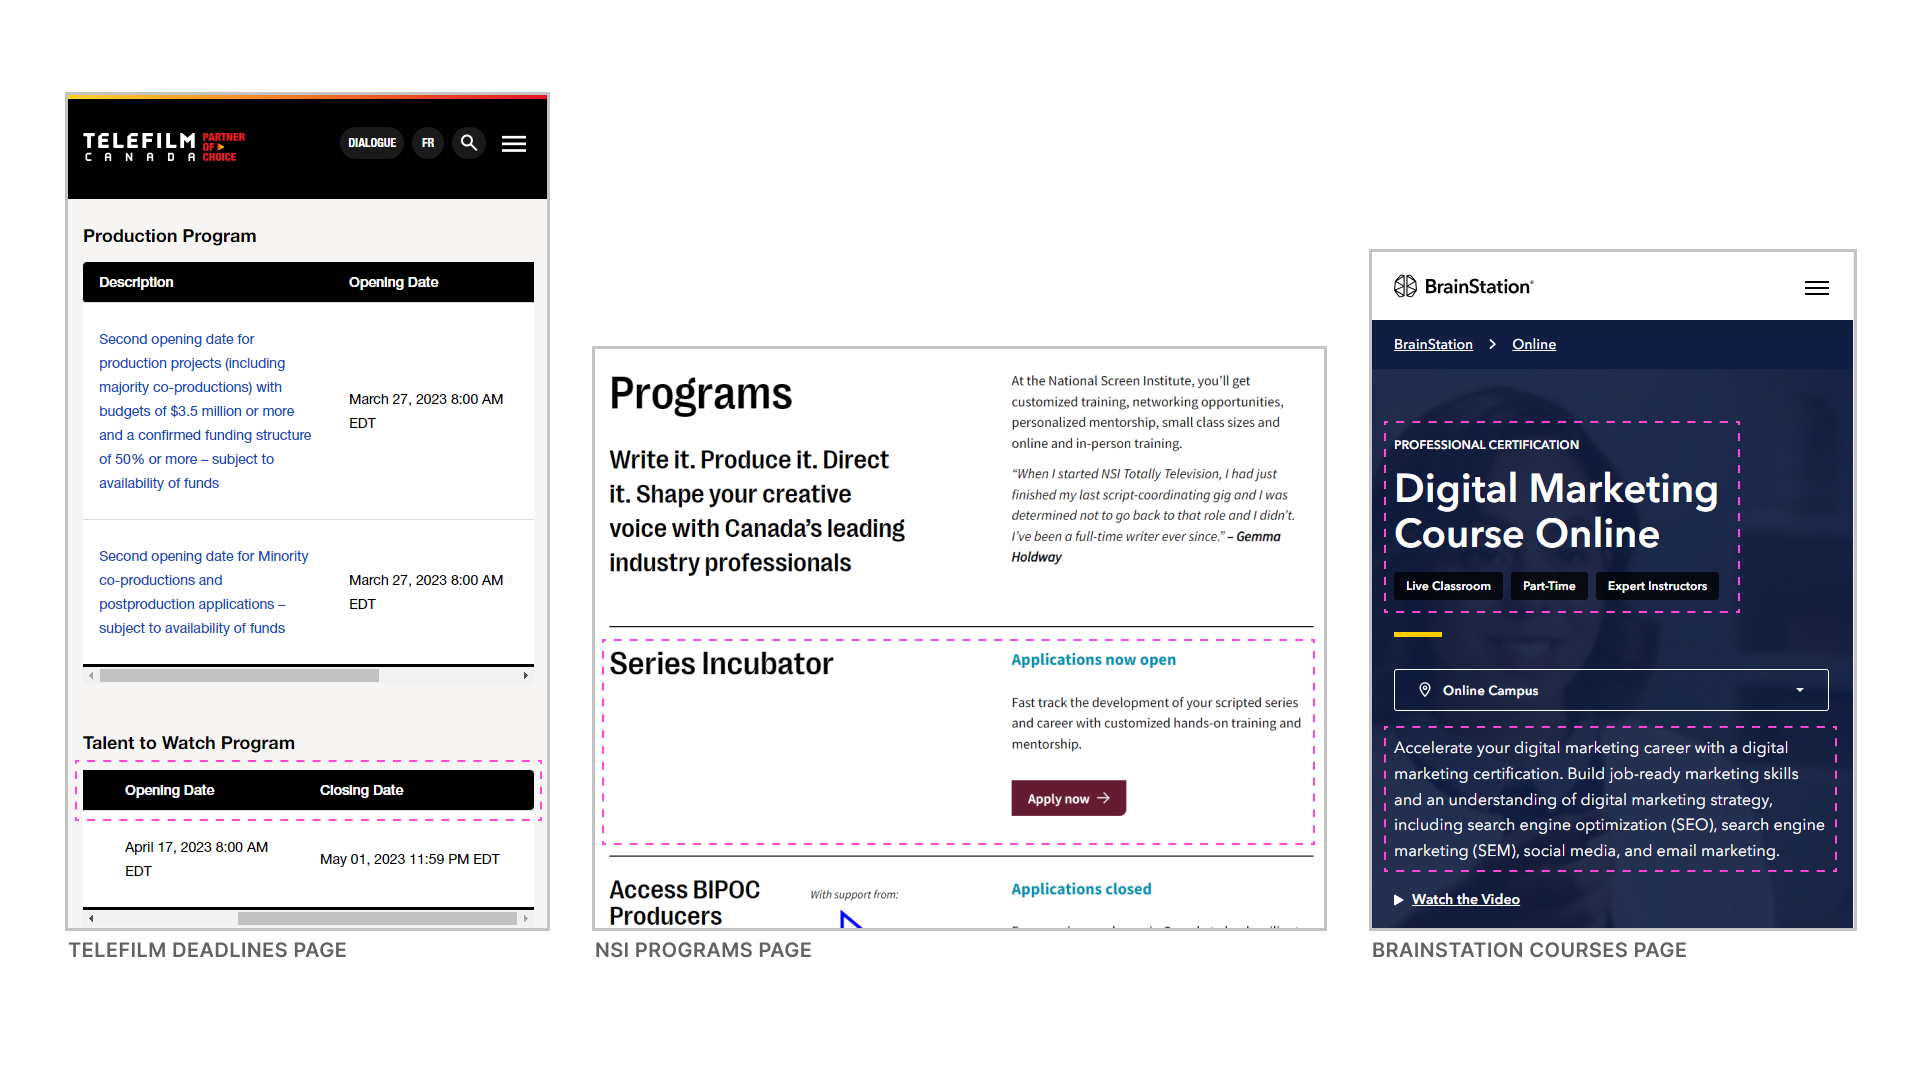 TELEFILM
CANADA
PARTNER
OF
CHOICE
DIALOGUE
FR
Production Program
Description
Opening Date
Second opening date for
production projects (including
majority co-productions) with
budgets of $3.5 million or more
and a confirmed funding structure
of 50% or more – subject to
availability of funds
March 27, 2023 8:00 AM
EDT
Second opening date for Minority
co-productions and
postproduction applications –
subject to availability of funds
March 27, 2023 8:00 AM
EDT
Talent to Watch Program
Opening Date
Closing Date
April 17, 2023 8:00 AM
EDT
May 01, 2023 11:59 PM EDT
TELEFILM DEADLINES PAGE
Programs
Write it. Produce it. Direct
it. Shape your creative
voice with Canada’s leading
industry professionals
At the National Screen Institute, you’ll get
customized training, networking opportunities,
personalized mentorship, small class sizes and
online and in-person training.
“When I started NSI Totally Television, I had just
finished my last script-coordinating gig and I was
determined not to go back to that role and I didn’t.
I’ve been a full-time writer ever since.” – Gemma
Holdway
Series Incubator
Applications now open
Fast track the development of your scripted series
and career with customized hands-on training and
mentorship.
Apply now
Access BIPOC
Producers
With support from:
Applications closed
NSI PROGRAMS PAGE
BrainStation
BrainStation
Online
PROFESSIONAL CERTIFICATION
Digital Marketing
Course Online
Live Classroom
Part-Time
Expert Instructors
Online Campus
Accelerate your digital marketing career with a digital
marketing certification. Build job-ready marketing skills
and an understanding of digital marketing strategy,
including search engine optimization (SEO), search engine
marketing (SEM), social media, and email marketing.
Watch the Video
BRAINSTATION COURSES PAGE